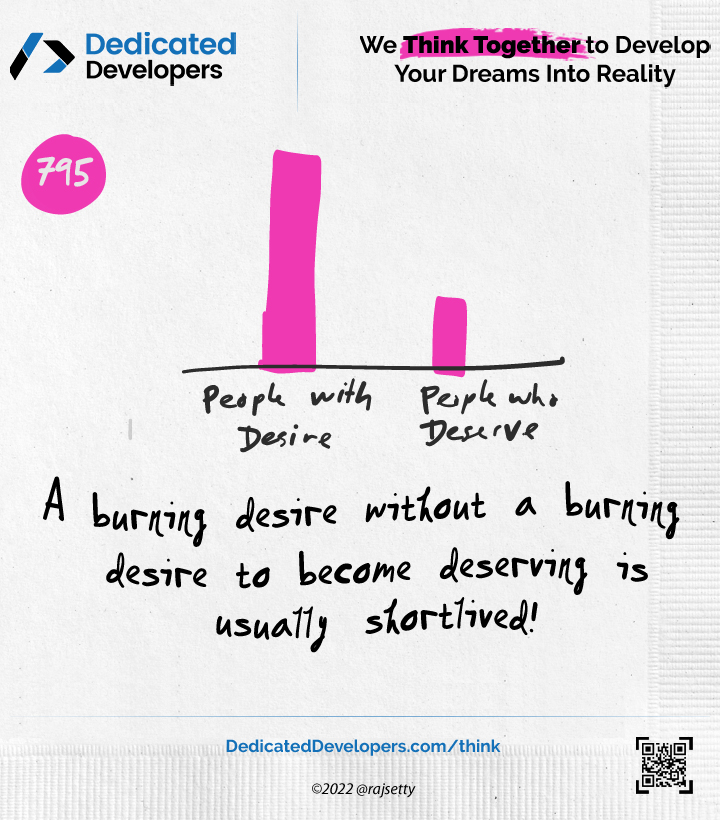 Dedicated
Developers
We Think Together to Develop
Your Dreams Into Reality
795
People with
Desire
People who
Deserve
A burning desire without a burning
desire to become deserving is
usually shortlived!
DedicatedDevelopers.com/think
©2022 @rajsetty